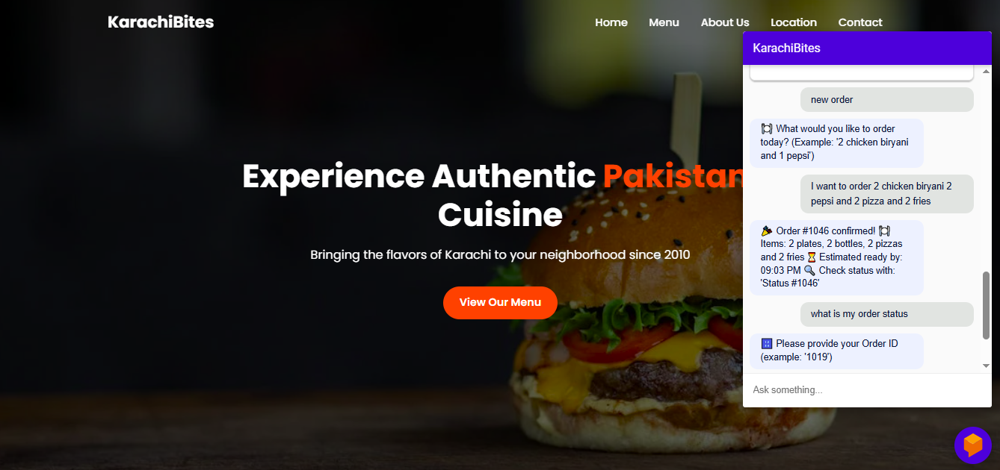 KarachiBites
Home Menu About Us Location Contact
Experience Authentic Pakistan
Cuisine
Bringing the flavors of Karachi to your neighborhood since 2010
View Our Menu
KarachiBites
new order
🍽 What would you like to order
today? (Example: '2 chicken biryani
and 1 pepsi')
I want to order 2 chicken biryani 2
pepsi and 2 pizza and 2 fries
🎉 Order #1046 confirmed! 🍽
Items: 2 plates, 2 bottles, 2 pizzas
and 2 fries ⏳ Estimated ready by:
09:03 PM 🔍 Check status with:
'Status #1046'
what is my order status
🔢 Please provide your Order ID
(example: '1019')
Ask something...